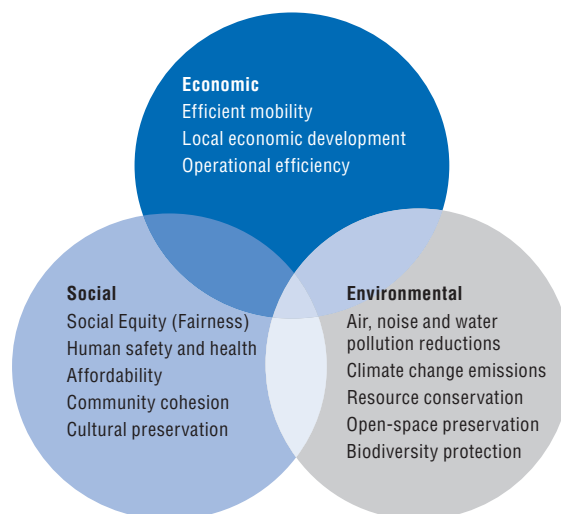 Economic
Efficient mobility
Local economic development
Operational efficiency
Social
Social Equity (Fairness)
Human safety and health
Affordability
Community cohesion
Cultural preservation
Environmental
Air, noise and water
pollution reductions
Climate change emissions
Resource conservation
Open-space preservation
Biodiversity protection